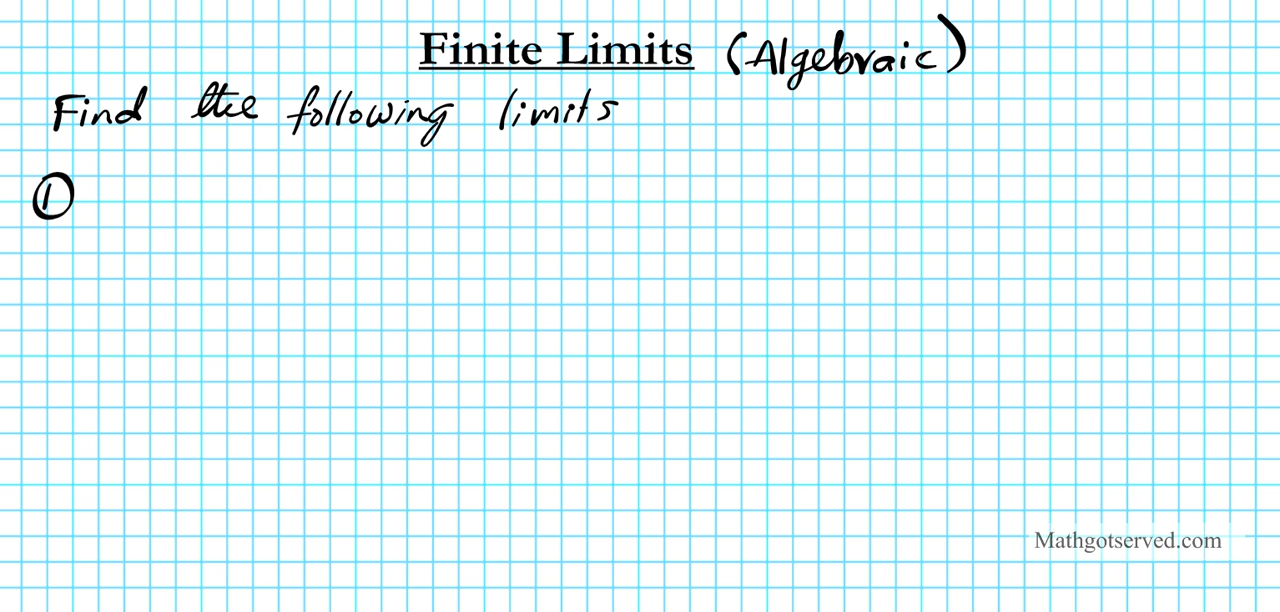 Finite Limits (Algebraic)
Find the following limits
①
Mathgotserved.com